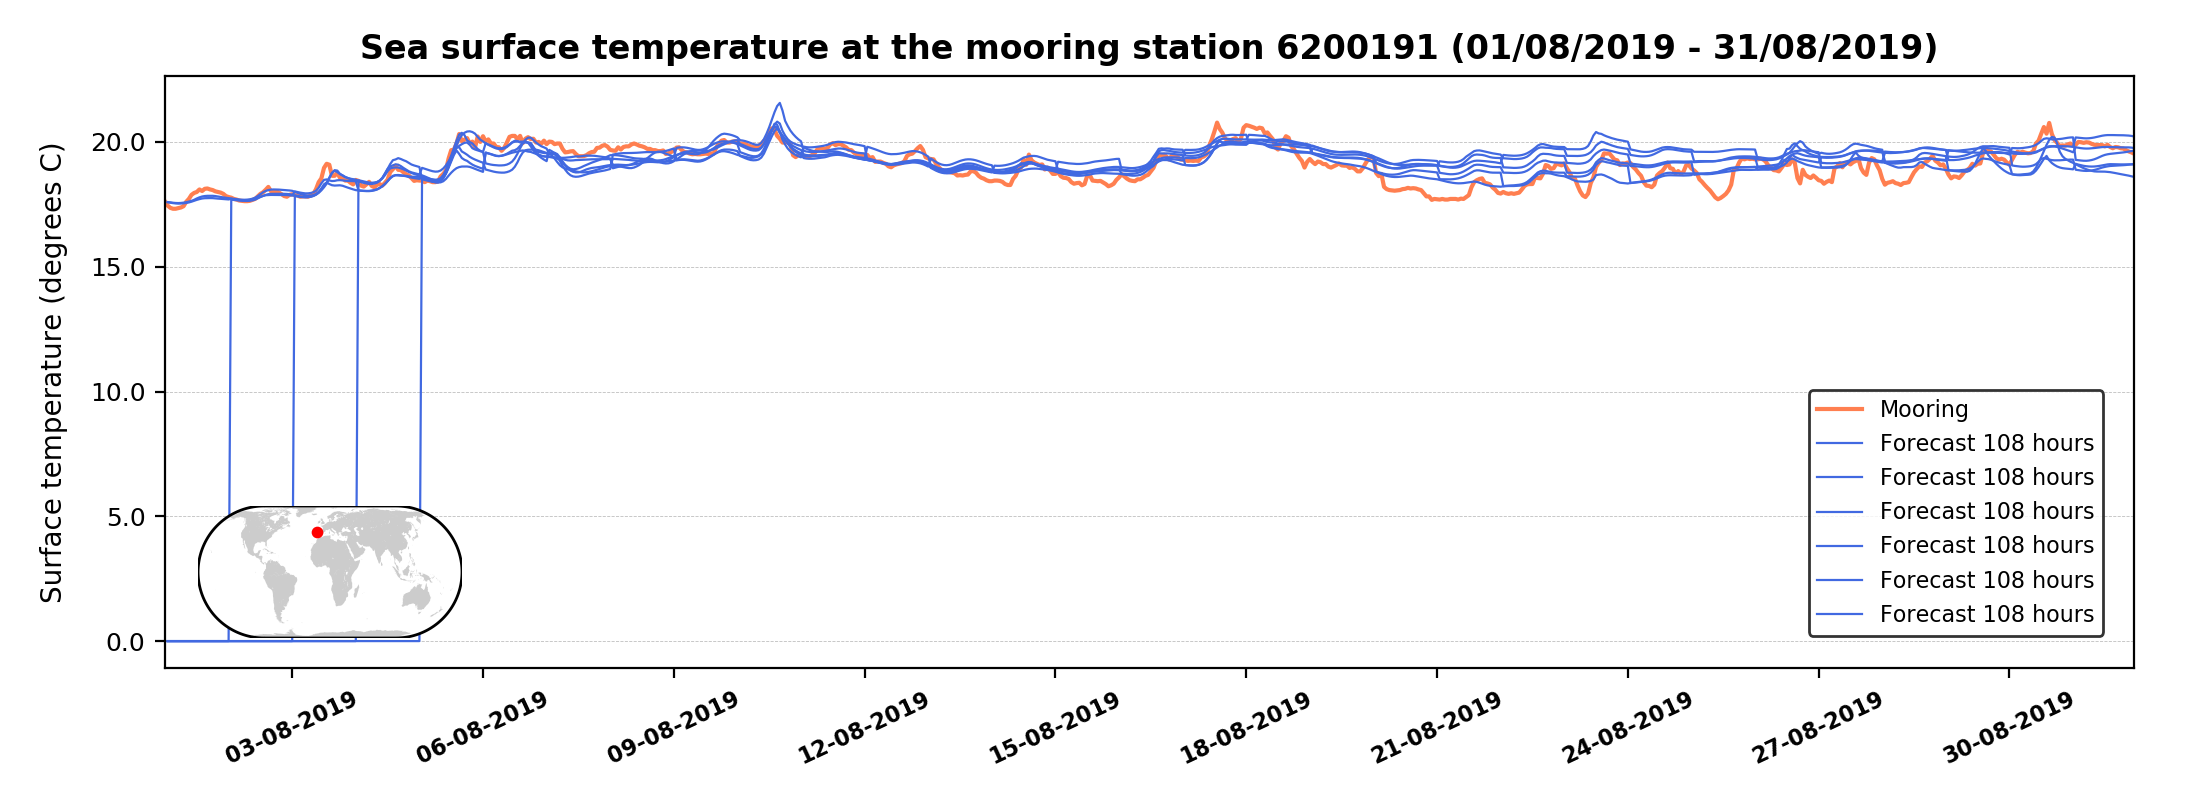 Sea surface temperature at the mooring station 6200191 (01/08/2019 - 31/08/2019)
Surface temperature (degrees C)
20.0
15.0
10.0
5.0
0.0
Mooring
Forecast 108 hours
Forecast 108 hours
Forecast 108 hours
Forecast 108 hours
Forecast 108 hours
Forecast 108 hours
03-08-2019
06-08-2019
09-08-2019
12-08-2019
15-08-2019
18-08-2019
21-08-2019
24-08-2019
27-08-2019
30-08-2019